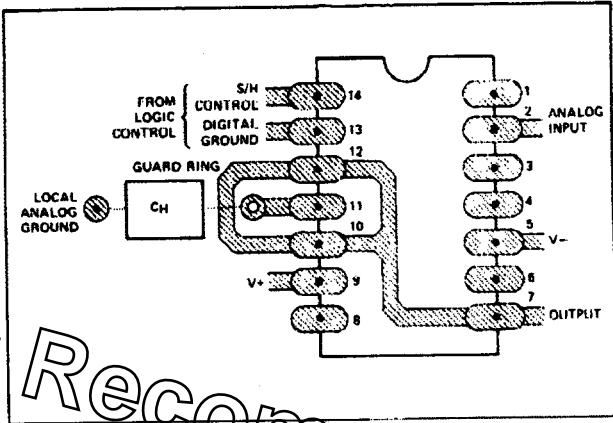 S/H
CONTROL
FROM
LOGIC
CONTROL
DIGITAL
GROUND
GUARD RING
LOCAL
ANALOG
GROUND
CH
V+
14
13
12
11
10
9
8
1
2
ANALOG
INPUT
3
4
5
V–
6
7
OUTPUT
Recom